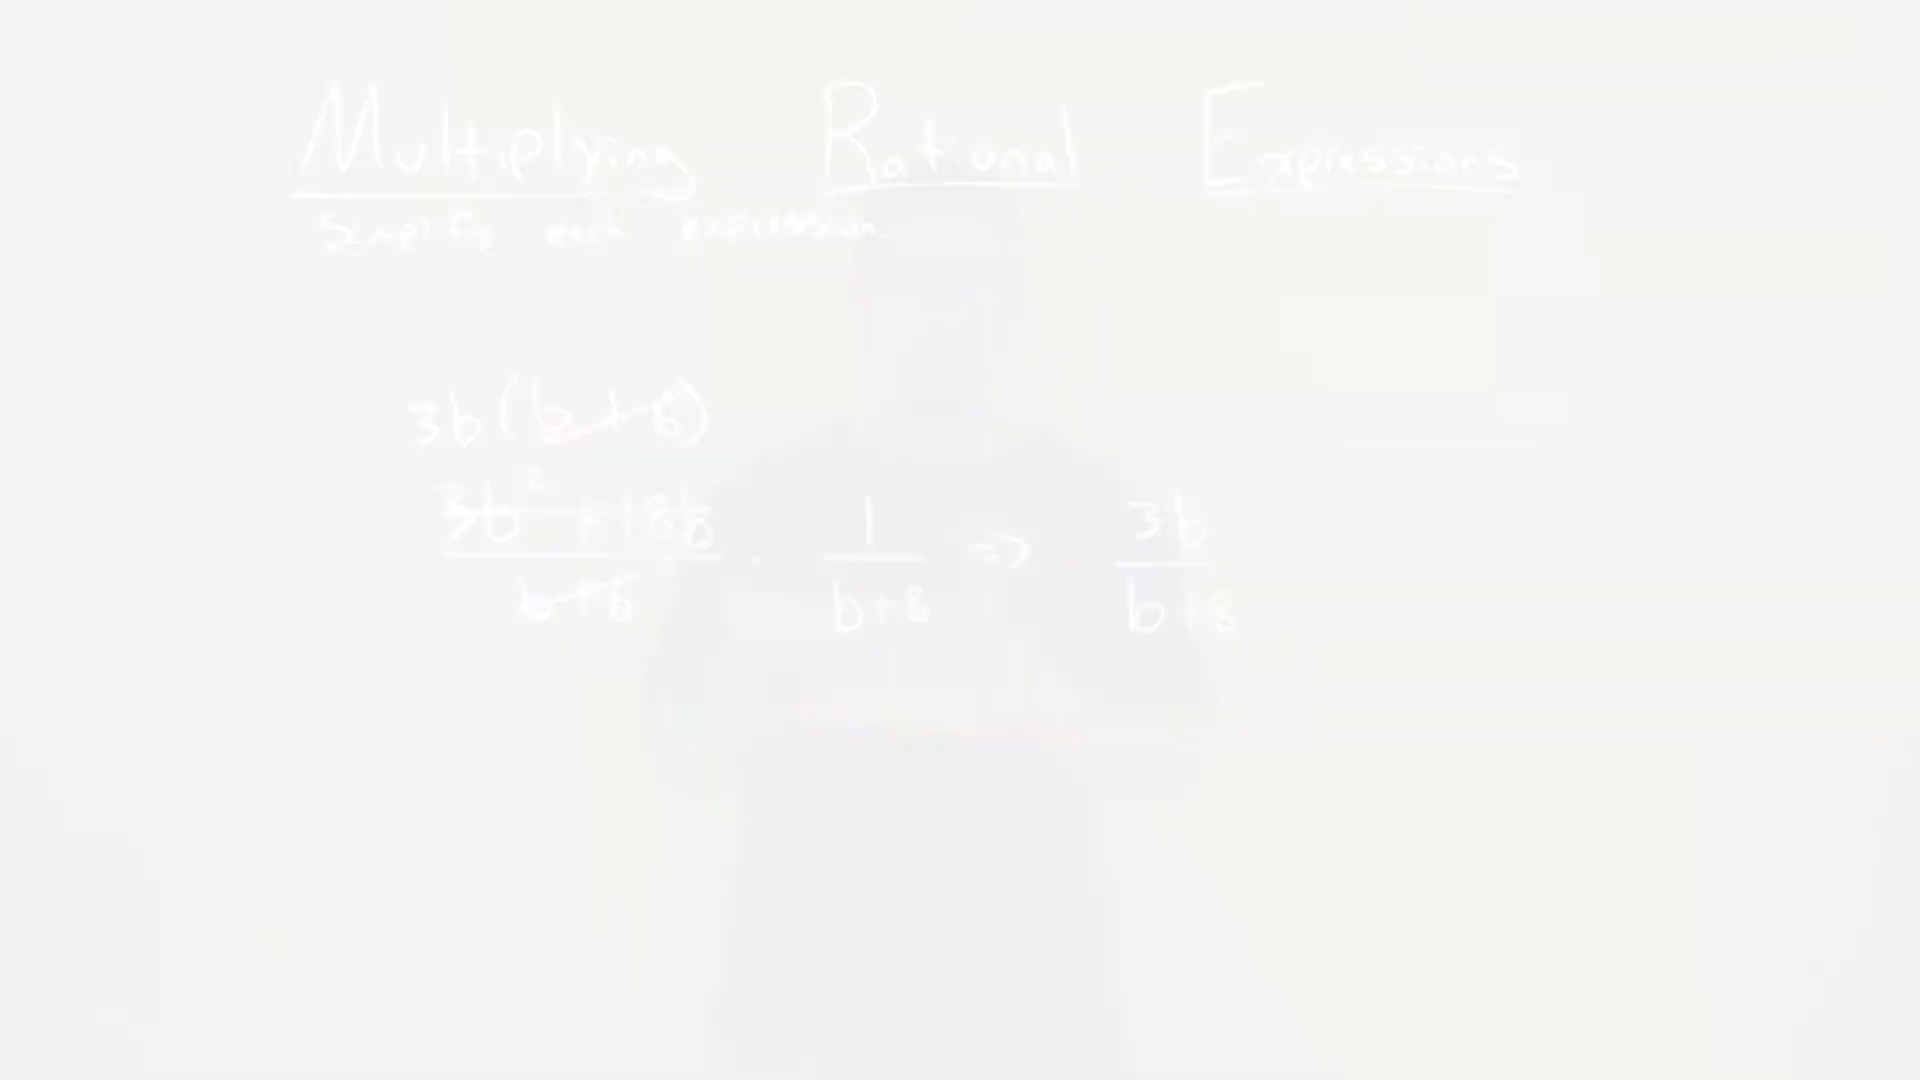 Multiplying Rational Expressions
Simplify each expression.
3b(b+6)
3b²+18b / b+6 · 1 / b+8 => 3b / b+8